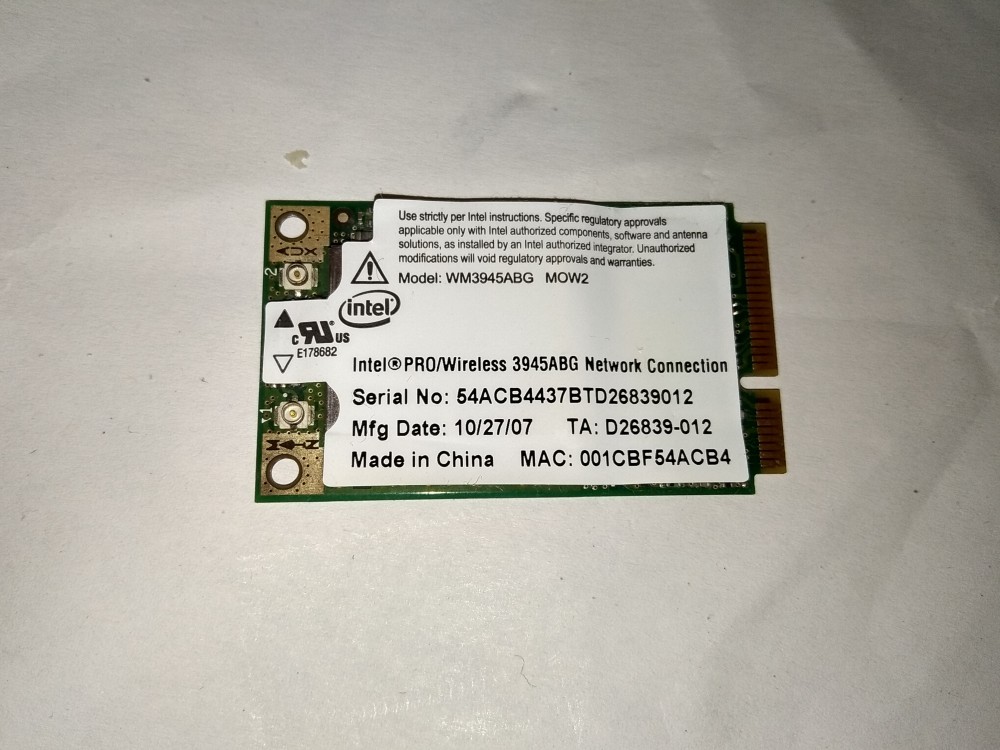 Use strictly per Intel instructions. Specific regulatory approvals
applicable only with Intel authorized components, software and antenna
solutions, as installed by an Intel authorized integrator. Unauthorized
modifications will void regulatory approvals and warranties.
Model: WM3945ABG MOW2
2
intel
c RU® US
E178682
Intel® PRO/Wireless 3945ABG Network Connection
Serial No: 54ACB4437BTD26839012
1
Mfg Date: 10/27/07 TA: D26839-012
Made in China MAC: 001CBF54ACB4